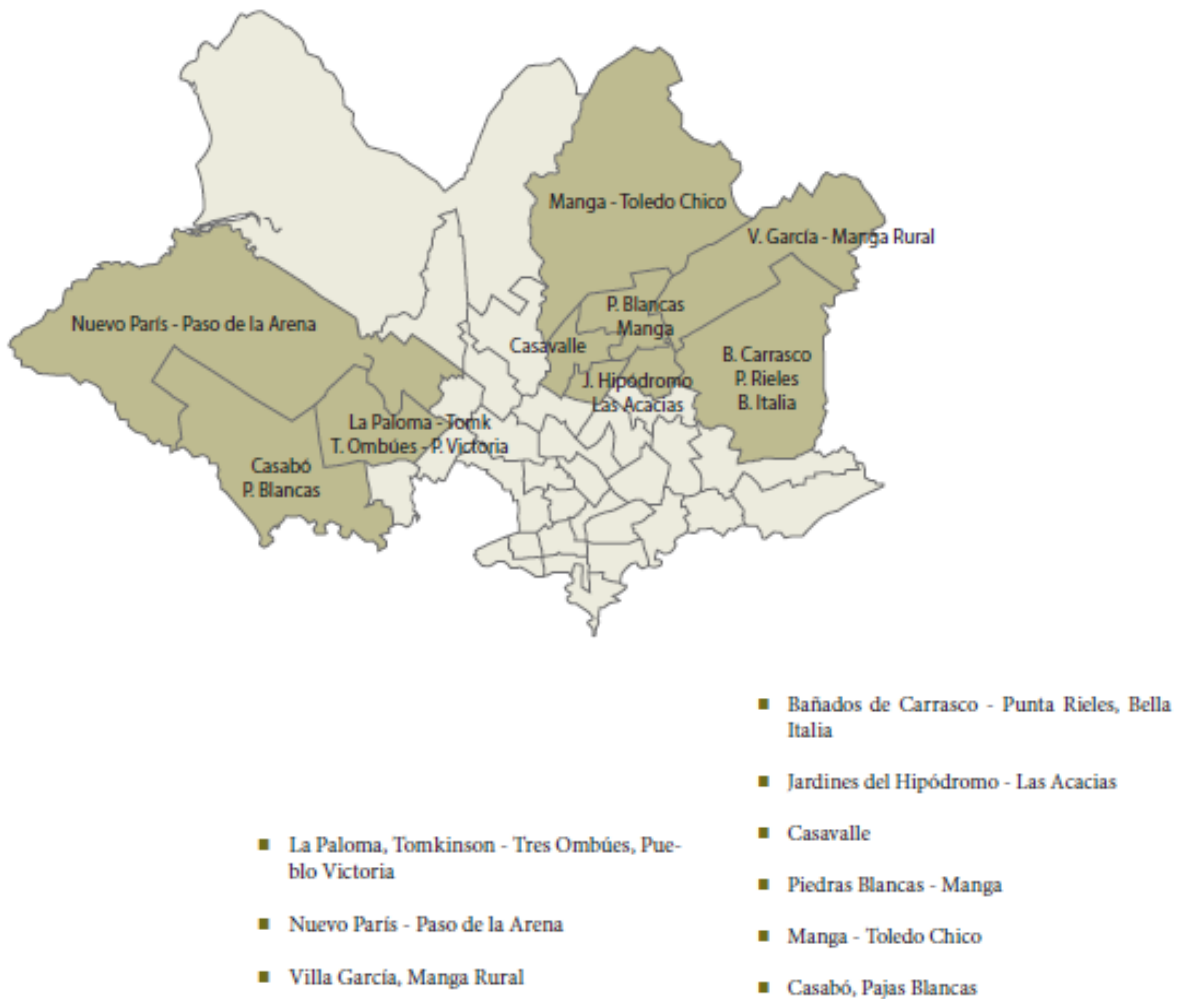 Manga - Toledo Chico
V. García - Manga Rural
P. Blancas
Manga
Nuevo París - Paso de la Arena
Casavalle
B. Carrasco
P. Rieles
B. Italia
J. Hipódromo
Las Acacias
La Paloma - Tomk
T. Ombúes - P. Victoria
Casabó
P. Blancas
La Paloma, Tomkinson - Tres Ombúes, Pue-
blo Victoria
Nuevo París - Paso de la Arena
Villa García, Manga Rural
Bañados de Carrasco - Punta Rieles, Bella
Italia
Jardines del Hipódromo - Las Acacias
Casavalle
Piedras Blancas - Manga
Manga - Toledo Chico
Casabó, Pajas Blancas